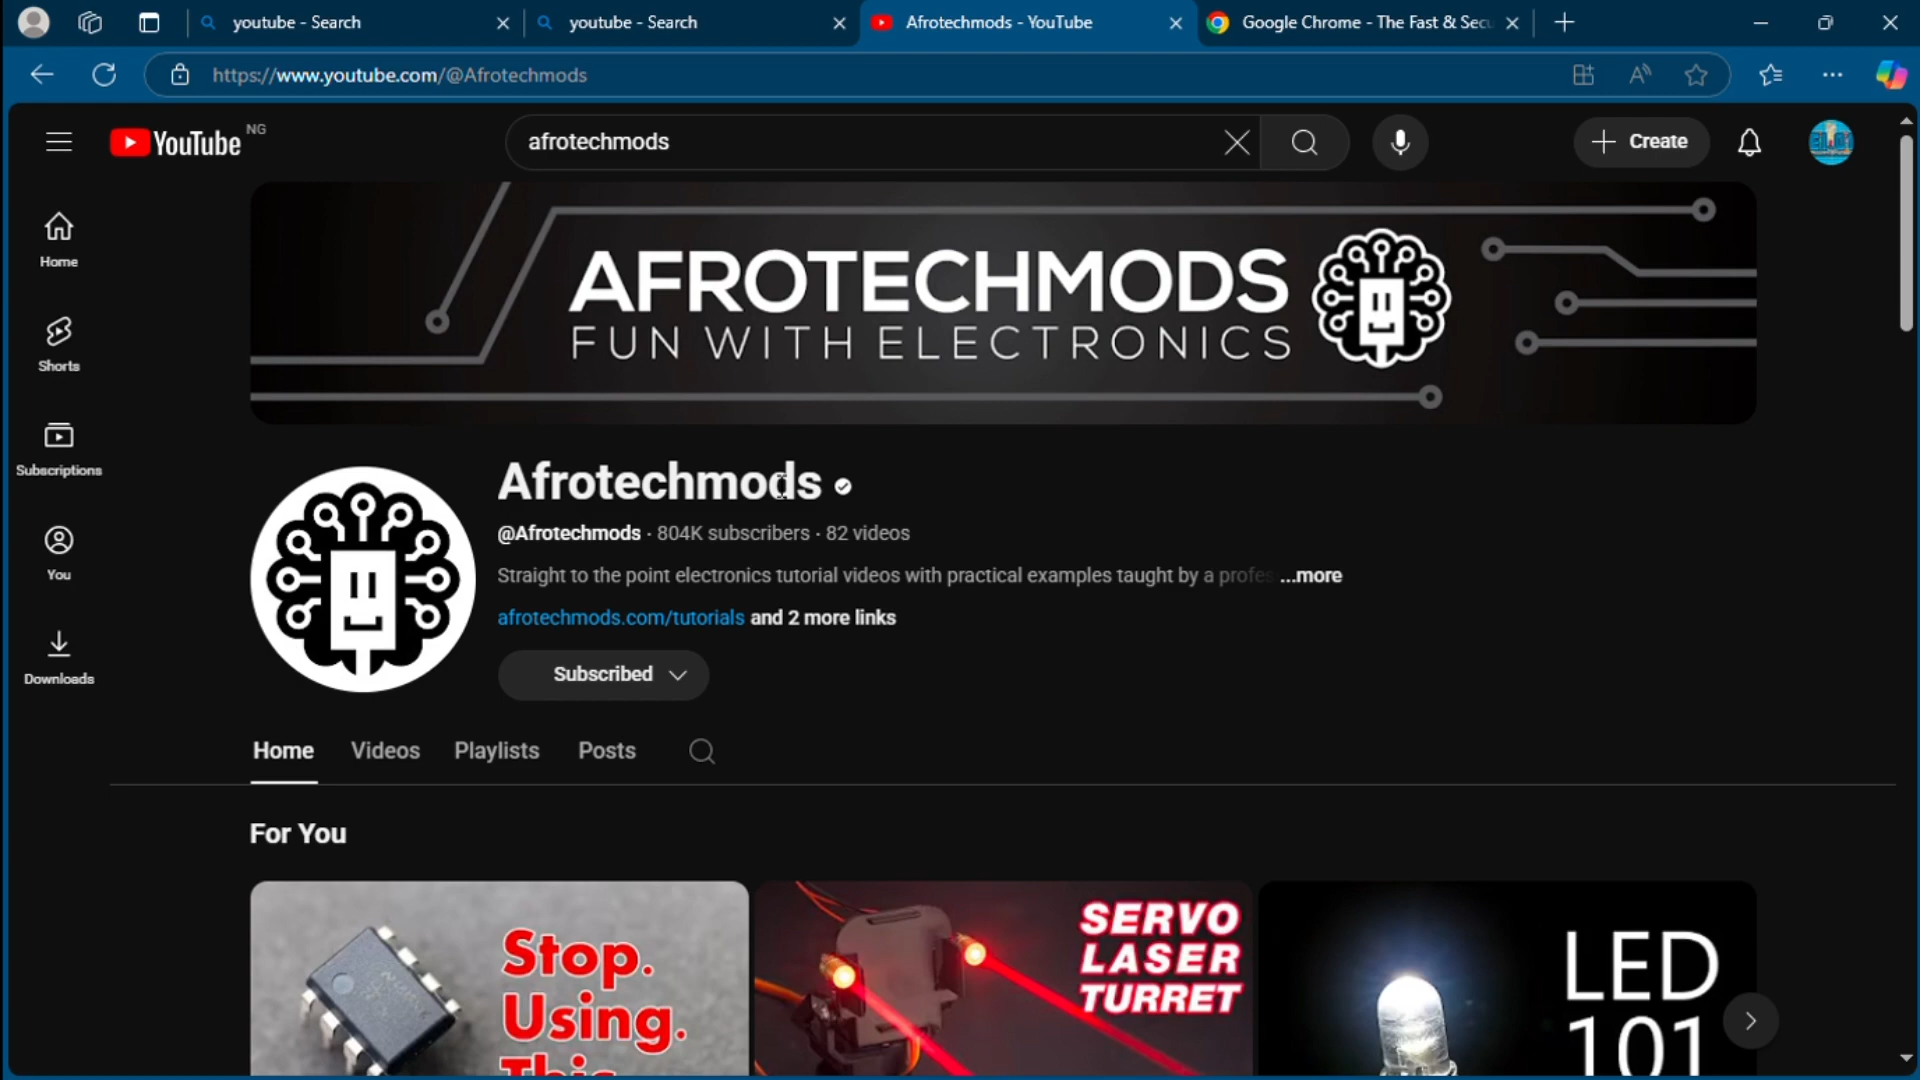 youtube - Search
youtube - Search
Afrotechmods - YouTube
Google Chrome - The Fast & Secu
https://www.youtube.com/@Afrotechmods
YouTube NG
afrotechmods
Create
AFROTECHMODS
FUN WITH ELECTRONICS
Home
Shorts
Subscriptions
You
Downloads
Afrotechmods
@Afrotechmods · 804K subscribers · 82 videos
Straight to the point electronics tutorial videos with practical examples taught by a profes ...more
afrotechmods.com/tutorials and 2 more links
Subscribed
Home Videos Playlists Posts
For You
Stop.
Using.
This
SERVO
LASER
TURRET
LED
101